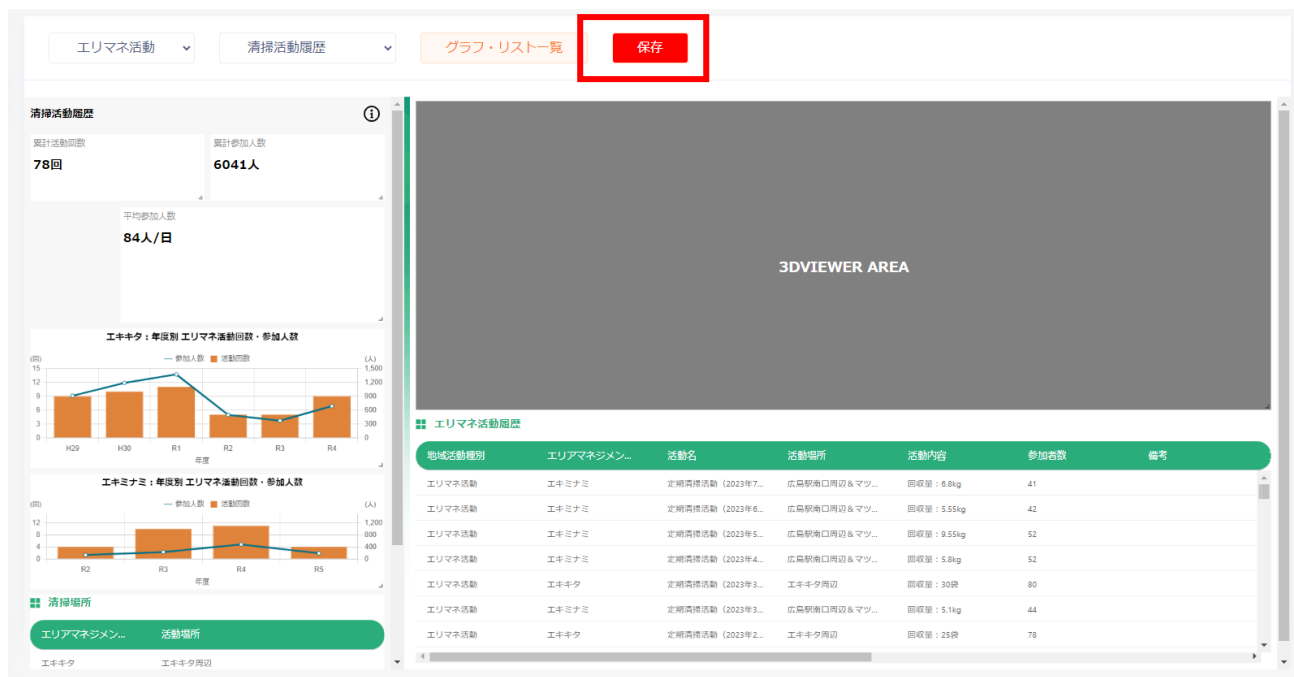 エリマネ活動
清掃活動履歴
グラフ・リスト一覧
保存
清掃活動履歴
累計活動回数
78回
累計参加人数
6041人
平均参加人数
84人/日
エキキタ：年度別 エリマネ活動回数・参加人数
(回)
参加人数 活動回数
(人)
15 1,500
12 1,200
9 900
6 600
3 300
0 0
H29 H30 R1 R2 R3 R4
年度
エキミナミ：年度別 エリマネ活動回数・参加人数
(回)
参加人数 活動回数
(人)
12 1,200
8 800
4 400
0 0
R2 R3 R4 R5
年度
清掃場所
エリアマネジメン... 活動場所
エキキタ エキキタ周辺
3DVIEWER AREA
エリマネ活動履歴
地域活動種別 エリアマネジメン... 活動名 活動場所 活動内容 参加者数 備考
エリマネ活動 エキミナミ 定期清掃活動（2023年7... 広島駅南口周辺＆マツ... 回収量：6.8kg 41
エリマネ活動 エキミナミ 定期清掃活動（2023年6... 広島駅南口周辺＆マツ... 回収量：5.55kg 42
エリマネ活動 エキミナミ 定期清掃活動（2023年5... 広島駅南口周辺＆マツ... 回収量：9.55kg 52
エリマネ活動 エキミナミ 定期清掃活動（2023年4... 広島駅南口周辺＆マツ... 回収量：5.8kg 52
エリマネ活動 エキキタ 定期清掃活動（2023年3... エキキタ周辺 回収量：30袋 80
エリマネ活動 エキミナミ 定期清掃活動（2023年3... 広島駅南口周辺＆マツ... 回収量：5.1kg 44
エリマネ活動 エキキタ 定期清掃活動（2023年2... エキキタ周辺 回収量：25袋 78